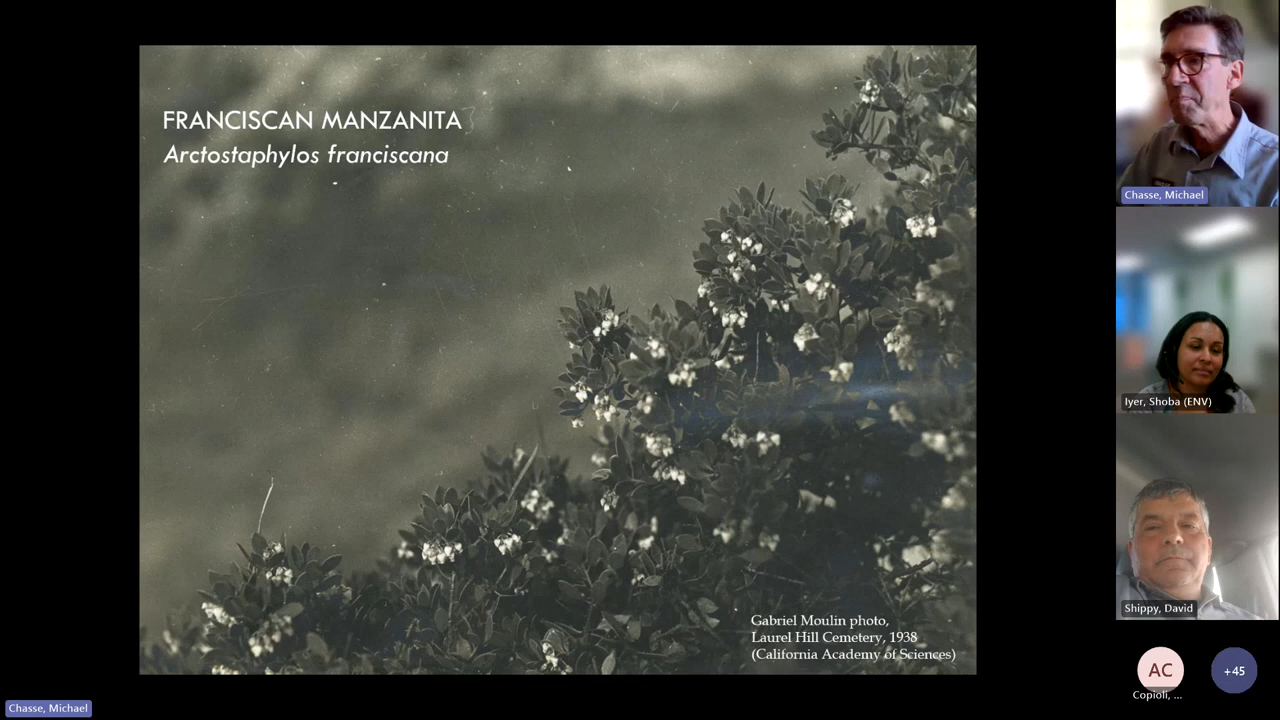 FRANCISCAN MANZANITA
Arctostaphylos franciscana
Gabriel Moulin photo,
Laurel Hill Cemetery, 1938
(California Academy of Sciences)
Chasse, Michael
Iyer, Shoba (ENV)
Shippy, David
AC
Copioli, ...
+45
Chasse, Michael